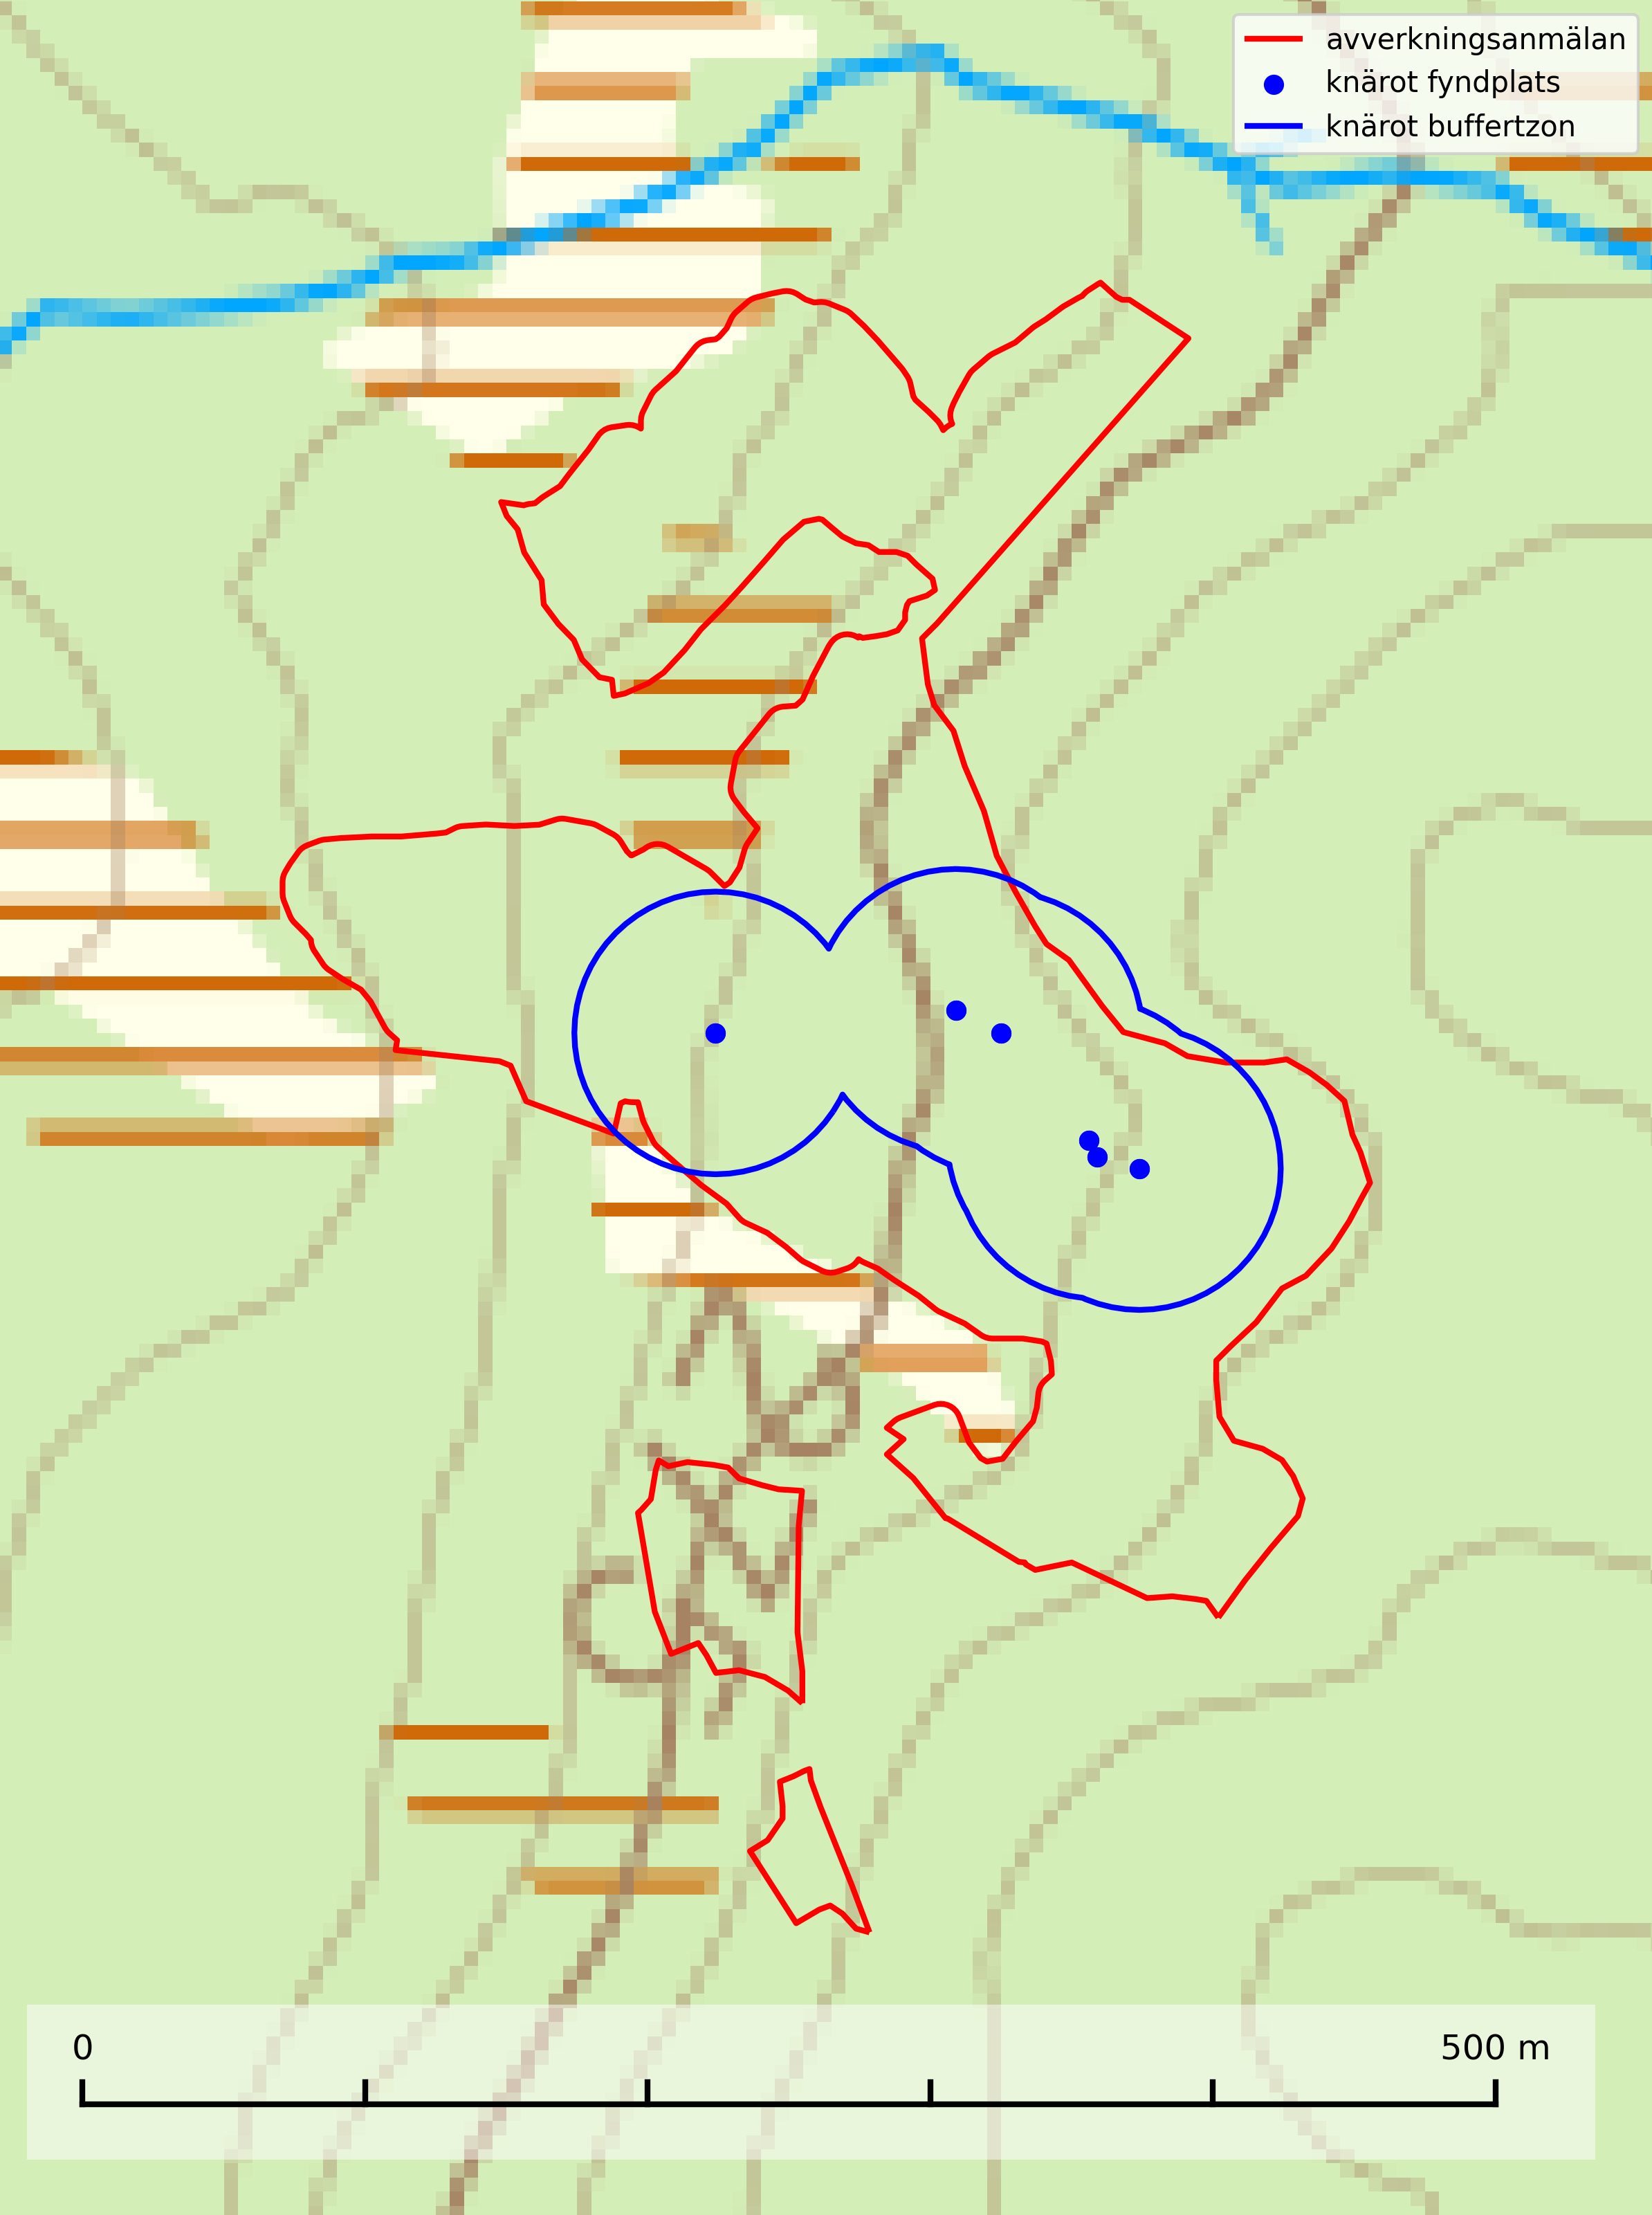 avverkningsanmälan
knärot fyndplats
knärot buffertzon
0
500 m